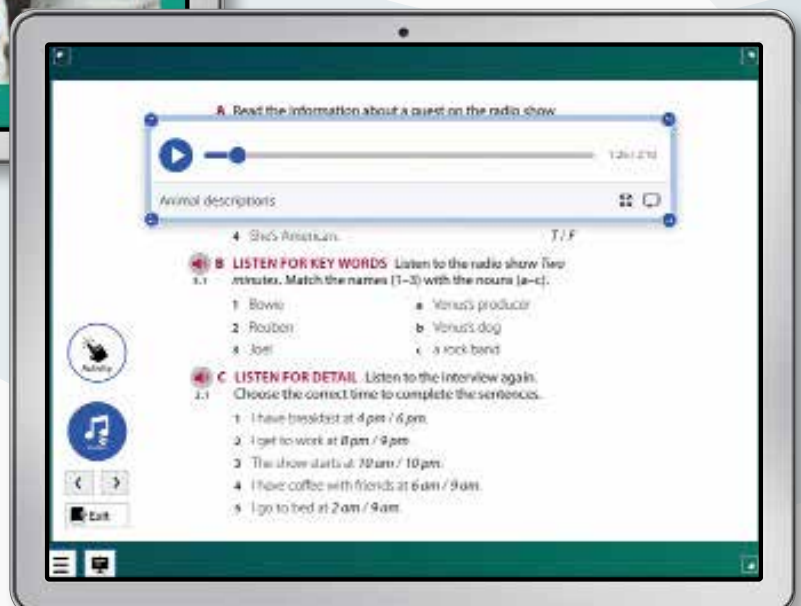 A Read the information about a guest on the radio show
Animal descriptions
4 She's American. T / F
B LISTEN FOR KEY WORDS Listen to the radio show Two
3.1 minutes. Match the names (1–3) with the nouns (a–c).
1 Bowie a Venus's producer
2 Reuben b Venus's dog
3 Joel c a rock band
C LISTEN FOR DETAIL Listen to the interview again.
3.1 Choose the correct time to complete the sentences.
1 I have breakfast at 4 pm / 6 pm.
2 I get to work at 8 pm / 9 pm.
3 The show starts at 10 am / 10 pm.
4 I have coffee with friends at 6 am / 9 am.
5 I go to bed at 2 am / 9 am.
Activity
Exit